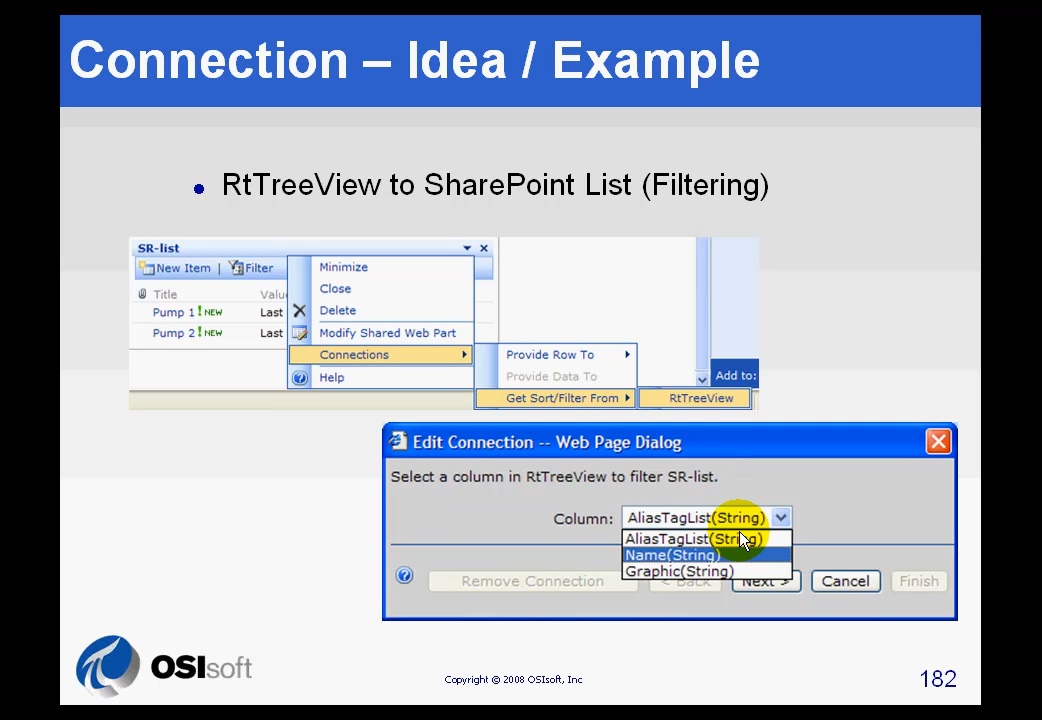 Connection – Idea / Example
• RtTreeView to SharePoint List (Filtering)
SR-list
New Item | Filter
Title Valu
Pump 1 ! NEW Last
Pump 2 ! NEW Last
Minimize
Close
Delete
Modify Shared Web Part
Connections
Help
Provide Row To
Provide Data To
Get Sort/Filter From
RtTreeView
Add to:
Edit Connection -- Web Page Dialog
Select a column in RtTreeView to filter SR-list.
Column: AliasTagList(String)
AliasTagList(String)
Name(String)
Graphic(String)
Remove Connection < Back Next > Cancel Finish
OSIsoft
Copyright © 2008 OSIsoft, Inc
182